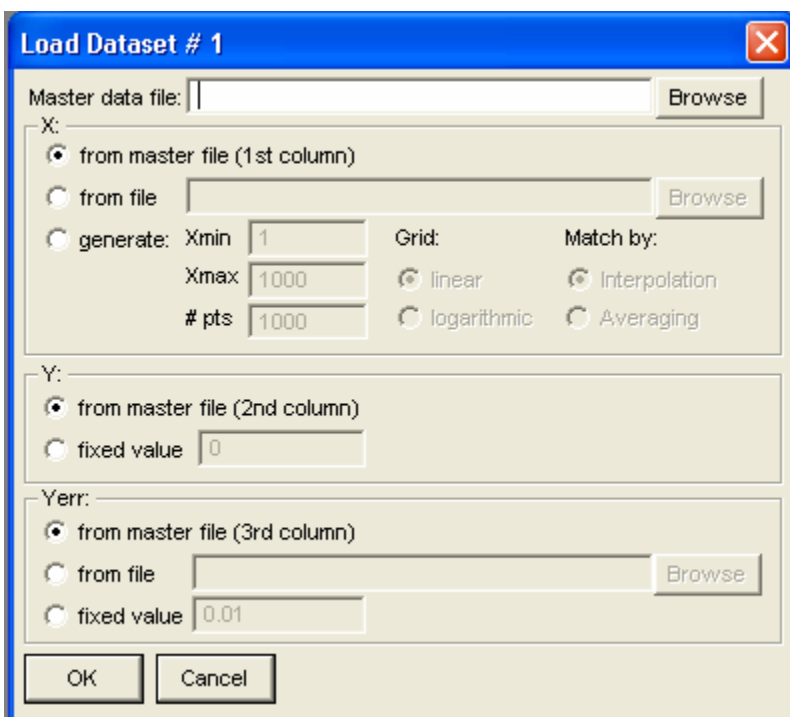 Load Dataset # 1
Master data file: Browse
X:
from master file (1st column)
from file Browse
generate: Xmin 1 Grid: Match by:
Xmax 1000 linear Interpolation
# pts 1000 logarithmic Averaging
Y:
from master file (2nd column)
fixed value 0
Yerr:
from master file (3rd column)
from file Browse
fixed value 0.01
OK Cancel